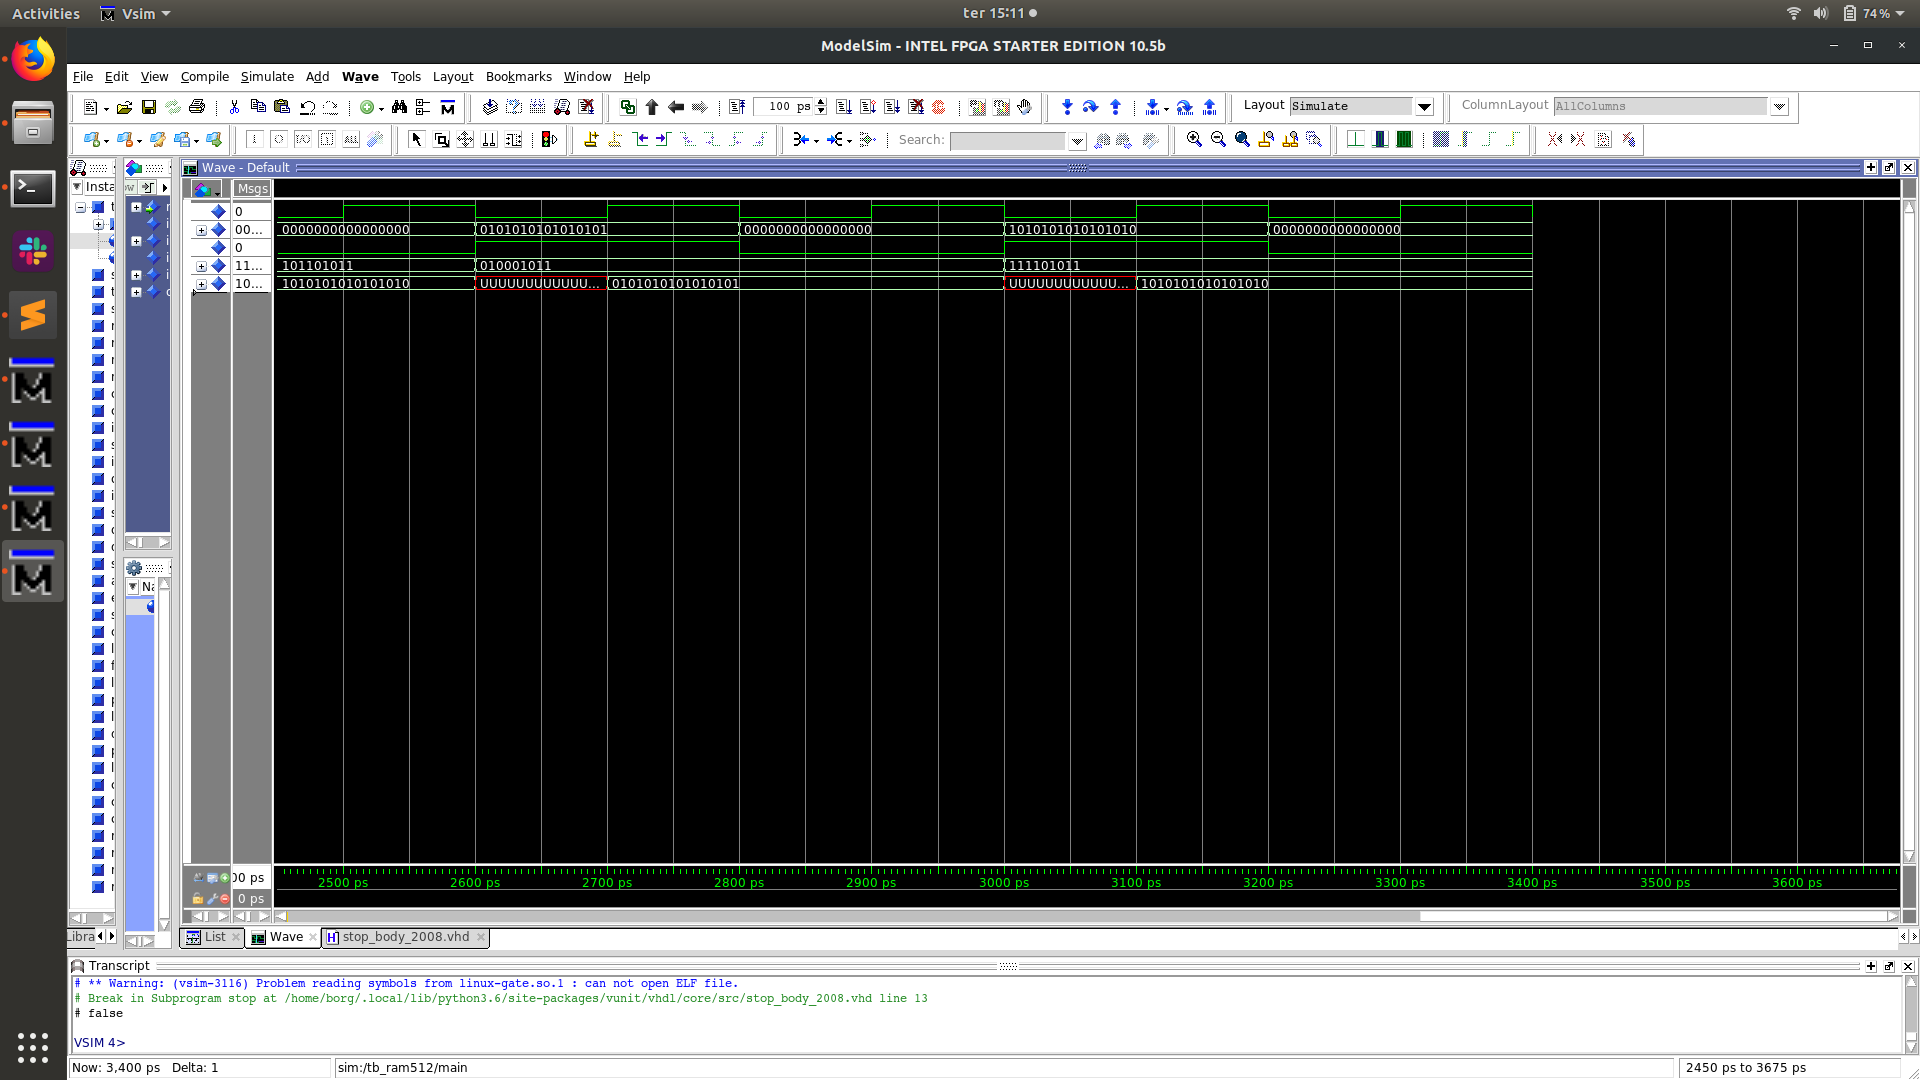 Activities
Vsim
ter 15:11
74%
ModelSim - INTEL FPGA STARTER EDITION 10.5b
File Edit View Compile Simulate Add Wave Tools Layout Bookmarks Window Help
100 ps
Layout Simulate
ColumnLayout AllColumns
Search:
Wave - Default
Insta
Msgs
0
00... 0000000000000000 0101010101010101 0000000000000000 1010101010101010 0000000000000000
0
11... 101101011 010001011 111101011
10... 1010101010101010 UUUUUUUUUUUU... 0101010101010101 UUUUUUUUUUUU... 1010101010101010
Na
00 ps
2500 ps 2600 ps 2700 ps 2800 ps 2900 ps 3000 ps 3100 ps 3200 ps 3300 ps 3400 ps 3500 ps 3600 ps
0 ps
Libra
List Wave stop_body_2008.vhd
Transcript
# ** Warning: (vsim-3116) Problem reading symbols from linux-gate.so.1 : can not open ELF file.
# Break in Subprogram stop at /home/borg/.local/lib/python3.6/site-packages/vunit/vhdl/core/src/stop_body_2008.vhd line 13
# false
VSIM 4>
Now: 3,400 ps Delta: 1
sim:/tb_ram512/main
2450 ps to 3675 ps